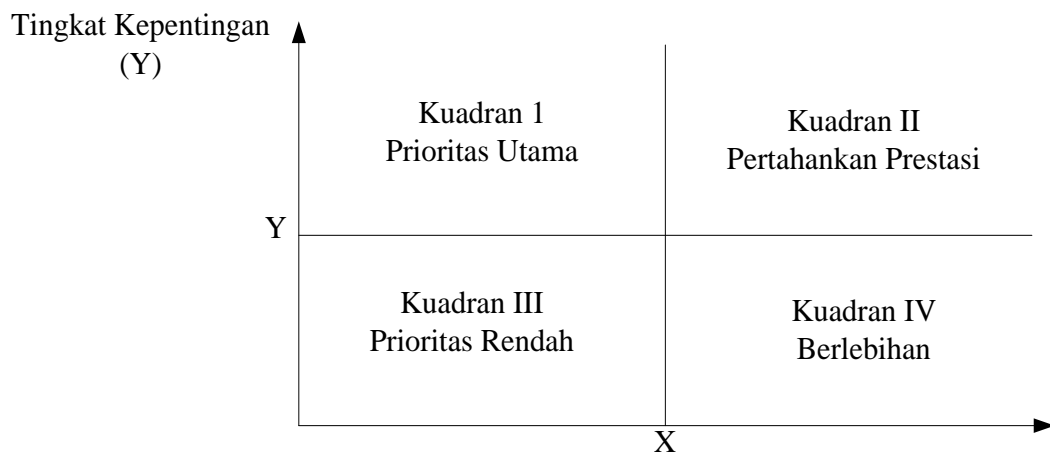 Tingkat Kepentingan
(Y)
Kuadran 1
Prioritas Utama
Kuadran II
Pertahankan Prestasi
Y
Kuadran III
Prioritas Rendah
Kuadran IV
Berlebihan
X